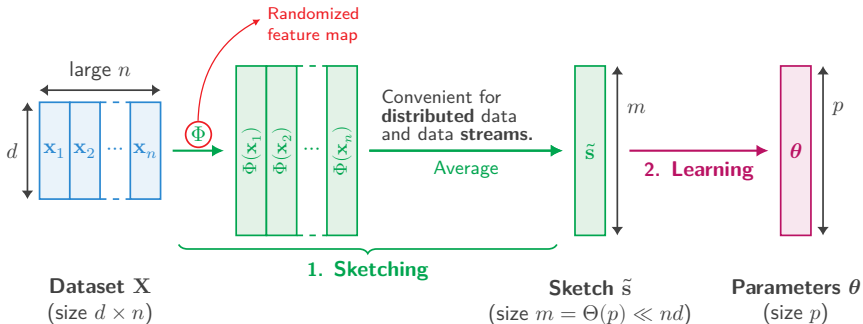 Randomized
feature map
large n
Φ
d
x₁ x₂ ... xₙ
Φ(x₁) Φ(x₂) ... Φ(xₙ)
Convenient for
distributed data
and data streams.
Average
s̃
m
2. Learning
θ
p
1. Sketching
Dataset X
(size d × n)
Sketch s̃
(size m = Θ(p) ≪ nd)
Parameters θ
(size p)